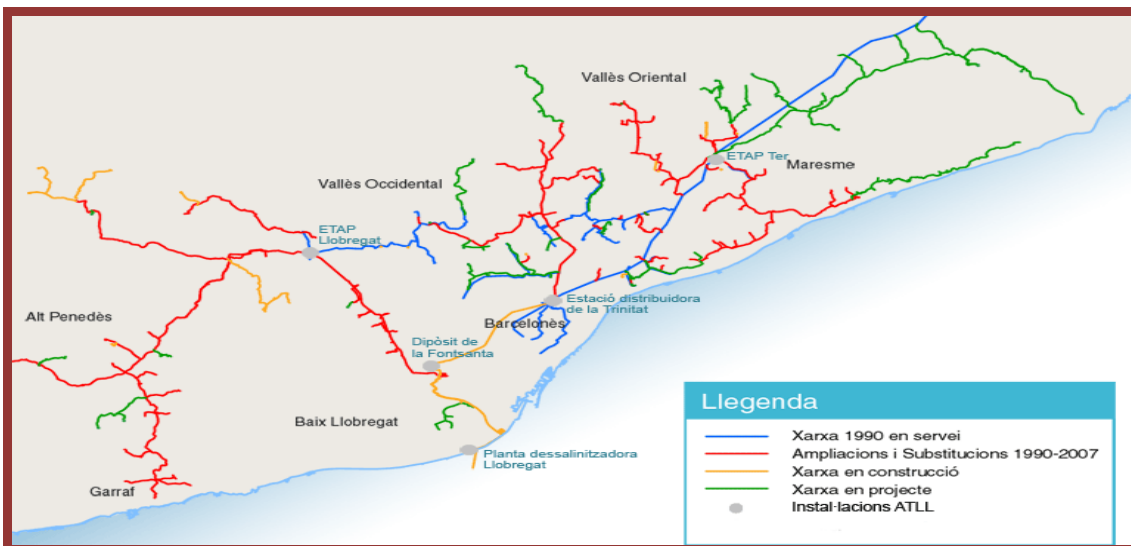 Vallès Oriental
ETAP Ter
Maresme
Vallès Occidental
ETAP
Llobregat
Alt Penedès
Estació distribuidora
de la Trinitat
Barcelonès
Dipòsit de
la Fontsanta
Baix Llobregat
Planta dessalinitzadora
Llobregat
Garraf
Llegenda
Xarxa 1990 en servei
Ampliacions i Substitucions 1990-2007
Xarxa en construcció
Xarxa en projecte
Instal·lacions ATLL